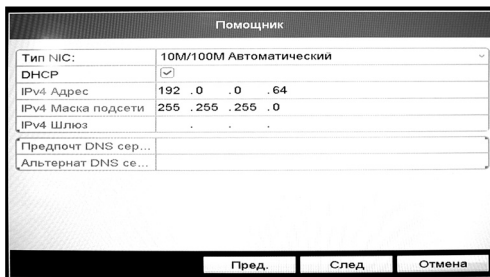 Помощник
Тип NIC: 10M/100M Автоматический
DHCP
IPv4 Адрес 192 .0 .0 .64
IPv4 Маска подсети 255 .255 .255 .0
IPv4 Шлюз . . .
Предпочт DNS сер...
Альтернат DNS се...
Пред. След Отмена